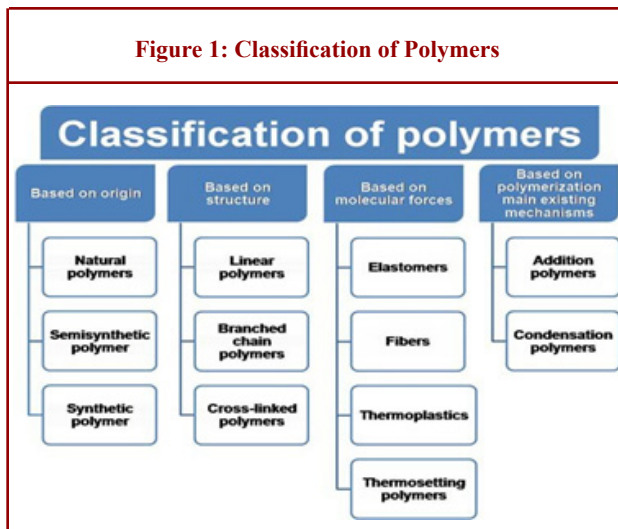 Figure 1: Classification of Polymers
Classification of polymers
Based on origin
Natural
polymers
Semisynthetic
polymer
Synthetic
polymer
Based on
structure
Linear
polymers
Branched
chain
polymers
Cross-linked
polymers
Based on
molecular forces
Elastomers
Fibers
Thermoplastics
Thermosetting
polymers
Based on
polymerization
main existing
mechanisms
Addition
polymers
Condensation
polymers